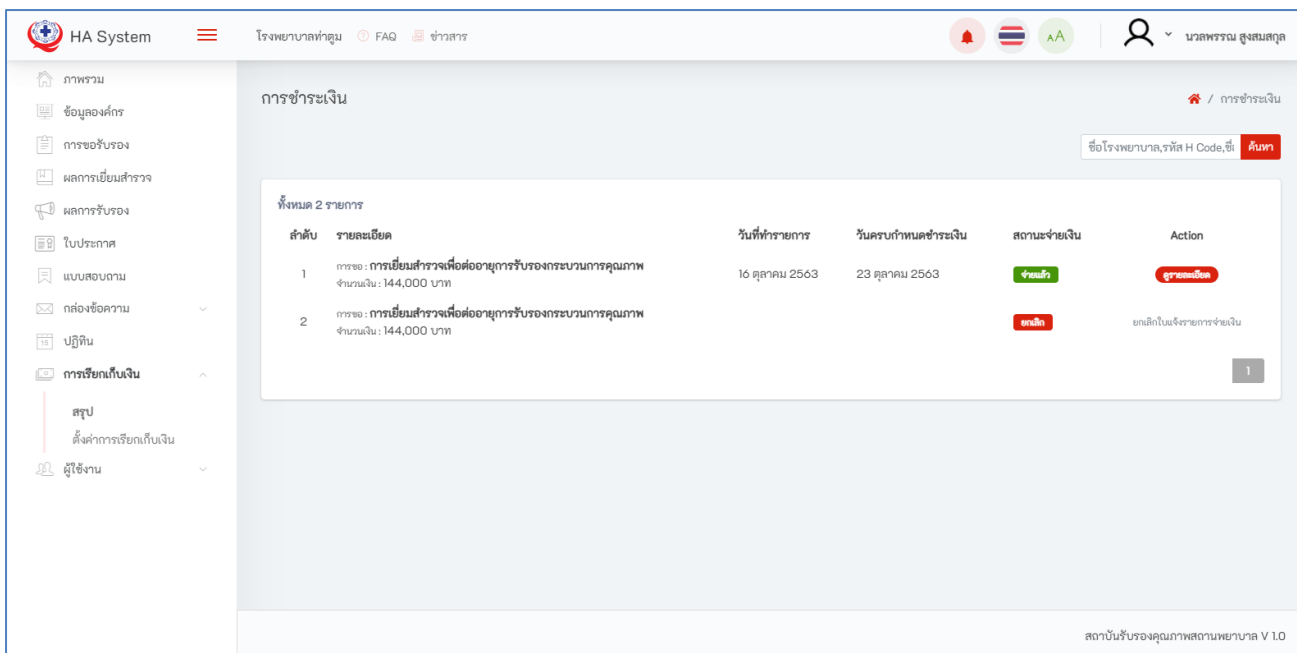 HA System
โรงพยาบาลท่าตูม FAQ ข่าวสาร
AA
นวลพรรณ สูงสมสกุล
ภาพรวม
ข้อมูลองค์กร
การขอรับรอง
ผลการเยี่ยมสำรวจ
ผลการรับรอง
ใบประกาศ
แบบสอบถาม
กล่องข้อความ
ปฏิทิน
การเรียกเก็บเงิน
สรุป
ตั้งค่าการเรียกเก็บเงิน
ผู้ใช้งาน
การชำระเงิน
/ การชำระเงิน
ชื่อโรงพยาบาล,รหัส H Code,ชื่ ค้นหา
ทั้งหมด 2 รายการ
ลำดับ รายละเอียด วันที่ทำรายการ วันครบกำหนดชำระเงิน สถานะจ่ายเงิน Action
1 การขอ : การเยี่ยมสำรวจเพื่อต่ออายุการรับรองกระบวนการคุณภาพ 16 ตุลาคม 2563 23 ตุลาคม 2563 จ่ายแล้ว ดูรายละเอียด
จำนวนเงิน : 144,000 บาท
2 การขอ : การเยี่ยมสำรวจเพื่อต่ออายุการรับรองกระบวนการคุณภาพ ยกเลิก ยกเลิกใบแจ้งรายการจ่ายเงิน
จำนวนเงิน : 144,000 บาท
1
สถาบันรับรองคุณภาพสถานพยาบาล V 1.0